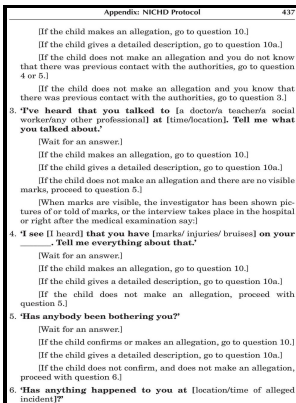 Appendix: NICHD Protocol 437
[If the child makes an allegation, go to question 10.]
[If the child gives a detailed description, go to question 10a.]
[If the child does not make an allegation and you do not know
that there was previous contact with the authorities, go to question
4 or 5.]
[If the child does not make an allegation and you know that
there was previous contact with the authorities, go to question 3.]
3. ‘I’ve heard that you talked to [a doctor/a teacher/a social
worker/any other professional] at [time/location]. Tell me what
you talked about.’
[Wait for an answer.]
[If the child makes an allegation, go to question 10.]
[If the child gives a detailed description, go to question 10a.]
[If the child does not make an allegation and there are no visible
marks, proceed to question 5.]
[When marks are visible, the investigator has been shown pic-
tures of or told of marks, or the interview takes place in the hospital
or right after the medical examination say:]
4. ‘I see [I heard] that you have [marks/ injuries/ bruises] on your
_______. Tell me everything about that.’
[Wait for an answer.]
[If the child makes an allegation, go to question 10.]
[If the child gives a detailed description, go to question 10a.]
[If the child does not make an allegation, proceed with
question 5.]
5. ‘Has anybody been bothering you?’
[Wait for an answer.]
[If the child confirms or makes an allegation, go to question 10.]
[If the child gives a detailed description, go to question 10a.]
[If the child does not confirm, and does not make an allegation,
proceed with question 6.]
6. ‘Has anything happened to you at [location/time of alleged
incident]?’